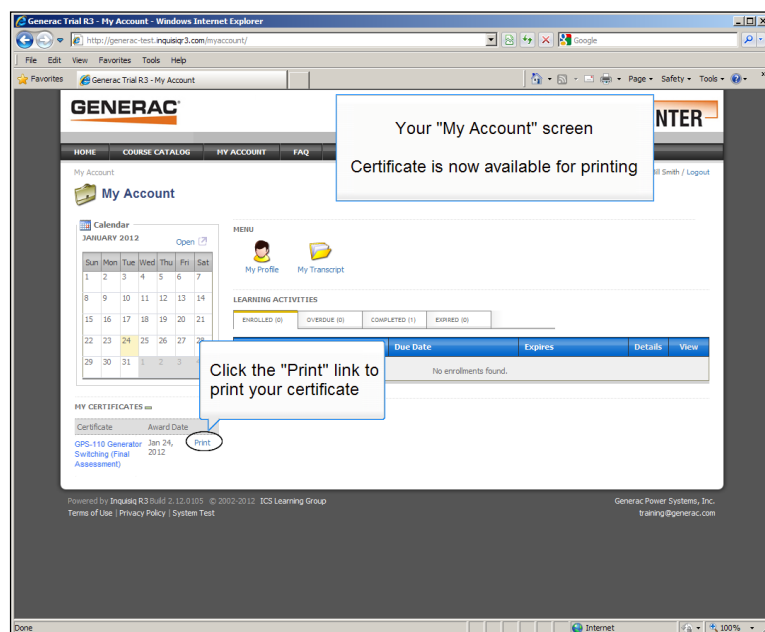 Generac Trial R3 - My Account - Windows Internet Explorer
http://generac-test.inquisiqr3.com/myaccount/
Google
File Edit View Favorites Tools Help
Favorites Generac Trial R3 - My Account Page Safety Tools
GENERAC
NTER
Your "My Account" screen
Certificate is now available for printing
HOME COURSE CATALOG MY ACCOUNT FAQ
My Account
ill Smith / Logout
My Account
Calendar
JANUARY 2012 Open
Sun Mon Tue Wed Thu Fri Sat
1 2 3 4 5 6 7
8 9 10 11 12 13 14
15 16 17 18 19 20 21
22 23 24 25 26 27 28
29 30 31 1 2 3
MENU
My Profile My Transcript
LEARNING ACTIVITIES
ENROLLED (0) OVERDUE (0) COMPLETED (1) EXPIRED (0)
Due Date Expires Details View
No enrollments found.
Click the "Print" link to
print your certificate
MY CERTIFICATES
Certificate Award Date
GPS-110 Generator
Switching (Final
Assessment)
Jan 24,
2012
Print
Powered by Inquisiq R3 Build 2.12.0105 © 2002-2012 ICS Learning Group
Terms of Use | Privacy Policy | System Test
Generac Power Systems, Inc.
training@generac.com
Done Internet 100%